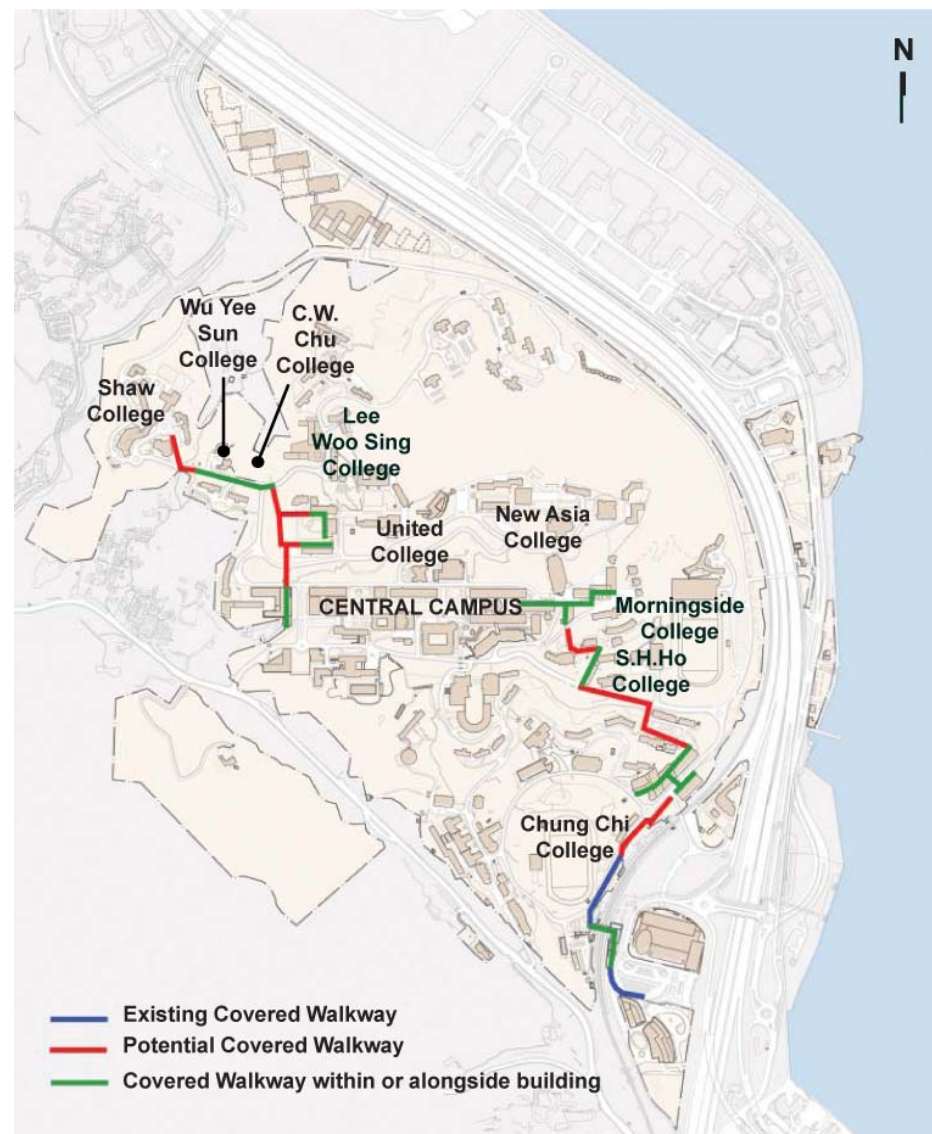 N
Wu Yee
Sun
College
C.W.
Chu
College
Shaw
College
Lee
Woo Sing
College
United
College
New Asia
College
CENTRAL CAMPUS
Morningside
College
S.H.Ho
College
Chung Chi
College
Existing Covered Walkway
Potential Covered Walkway
Covered Walkway within or alongside building